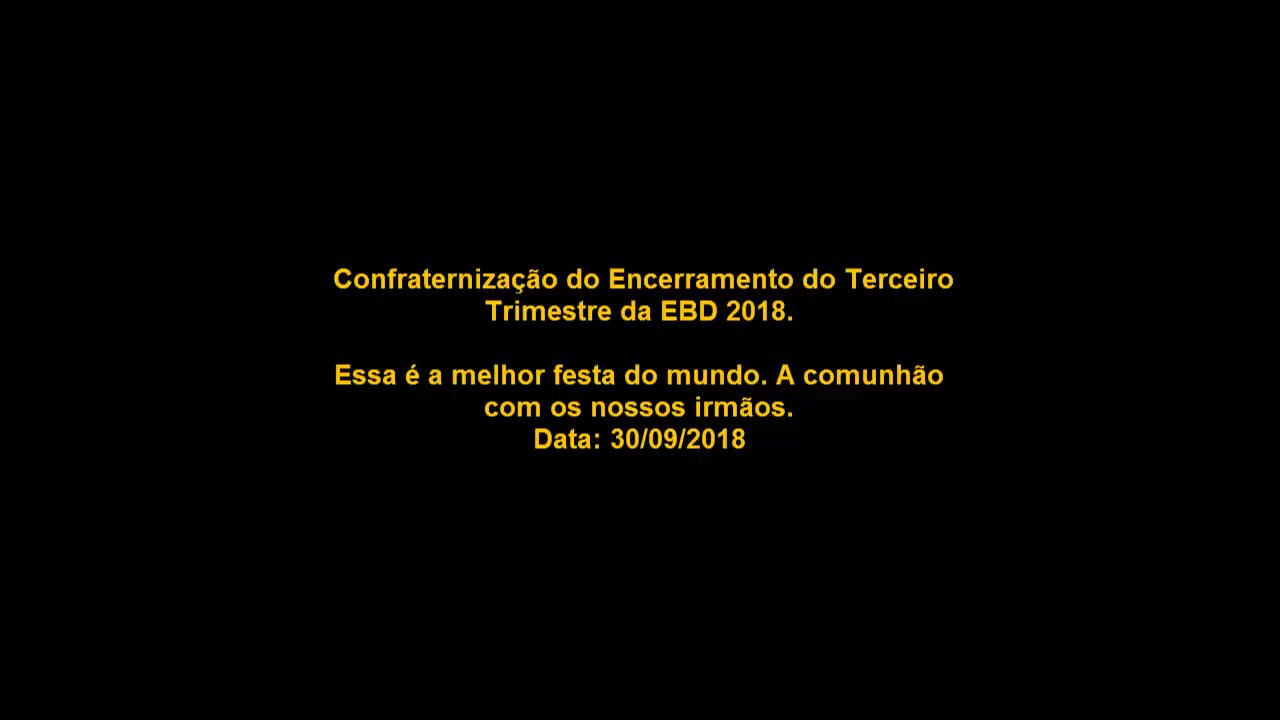 Confraternização do Encerramento do Terceiro
Trimestre da EBD 2018.
Essa é a melhor festa do mundo. A comunhão
com os nossos irmãos.
Data: 30/09/2018